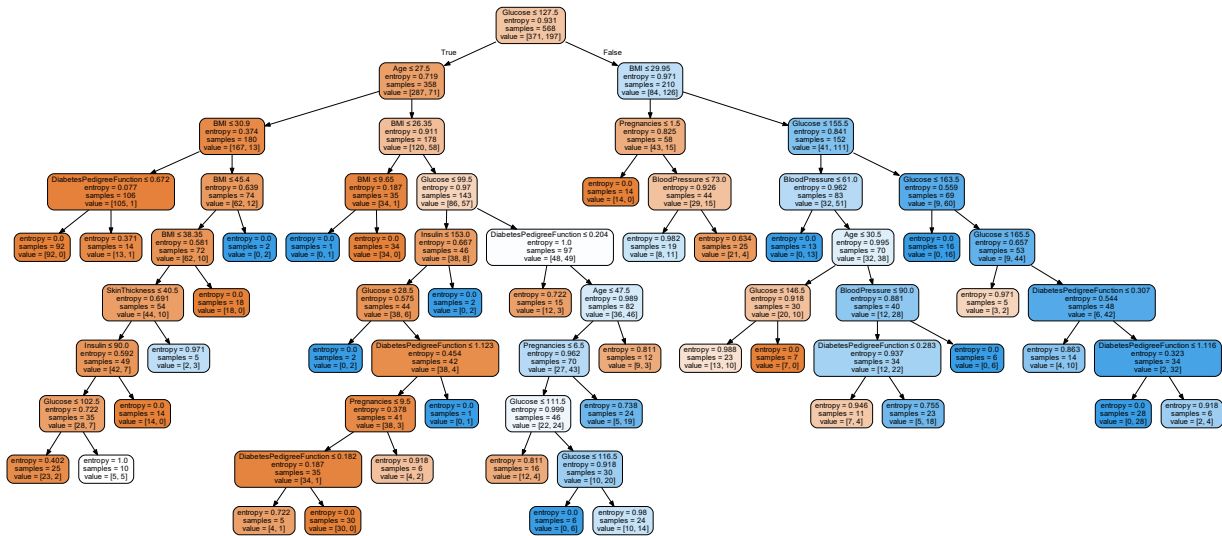 Glucose ≤ 127.5
entropy = 0.931
samples = 568
value = [371, 197]
True
False
Age ≤ 27.5
entropy = 0.719
samples = 358
value = [287, 71]
BMI ≤ 29.95
entropy = 0.971
samples = 210
value = [84, 126]
BMI ≤ 30.9
entropy = 0.374
samples = 180
value = [167, 13]
BMI ≤ 26.35
entropy = 0.911
samples = 178
value = [120, 58]
Pregnancies ≤ 1.5
entropy = 0.825
samples = 58
value = [43, 15]
Glucose ≤ 155.5
entropy = 0.841
samples = 152
value = [41, 111]
DiabetesPedigreeFunction ≤ 0.672
entropy = 0.077
samples = 106
value = [105, 1]
BMI ≤ 45.4
entropy = 0.639
samples = 74
value = [62, 12]
BMI ≤ 9.65
entropy = 0.187
samples = 35
value = [34, 1]
Glucose ≤ 99.5
entropy = 0.97
samples = 143
value = [86, 57]
entropy = 0.0
samples = 14
value = [14, 0]
BloodPressure ≤ 73.0
entropy = 0.926
samples = 44
value = [29, 15]
BloodPressure ≤ 61.0
entropy = 0.962
samples = 83
value = [32, 51]
Glucose ≤ 163.5
entropy = 0.559
samples = 69
value = [9, 60]
entropy = 0.0
samples = 92
value = [92, 0]
entropy = 0.371
samples = 14
value = [13, 1]
BMI ≤ 38.35
entropy = 0.581
samples = 72
value = [62, 10]
entropy = 0.0
samples = 2
value = [0, 2]
entropy = 0.0
samples = 1
value = [0, 1]
entropy = 0.0
samples = 34
value = [34, 0]
Insulin ≤ 153.0
entropy = 0.667
samples = 46
value = [38, 8]
DiabetesPedigreeFunction ≤ 0.204
entropy = 1.0
samples = 97
value = [48, 49]
entropy = 0.982
samples = 19
value = [8, 11]
entropy = 0.634
samples = 25
value = [21, 4]
entropy = 0.0
samples = 13
value = [0, 13]
Age ≤ 30.5
entropy = 0.995
samples = 70
value = [32, 38]
entropy = 0.0
samples = 16
value = [0, 16]
Glucose ≤ 165.5
entropy = 0.657
samples = 53
value = [9, 44]
SkinThickness ≤ 40.5
entropy = 0.691
samples = 54
value = [44, 10]
entropy = 0.0
samples = 18
value = [18, 0]
Glucose ≤ 28.5
entropy = 0.575
samples = 44
value = [38, 6]
entropy = 0.0
samples = 2
value = [0, 2]
entropy = 0.722
samples = 15
value = [12, 3]
Age ≤ 47.5
entropy = 0.989
samples = 82
value = [36, 46]
Glucose ≤ 146.5
entropy = 0.918
samples = 30
value = [20, 10]
BloodPressure ≤ 90.0
entropy = 0.881
samples = 40
value = [12, 28]
entropy = 0.971
samples = 5
value = [3, 2]
DiabetesPedigreeFunction ≤ 0.307
entropy = 0.544
samples = 48
value = [6, 42]
Insulin ≤ 90.0
entropy = 0.592
samples = 49
value = [42, 7]
entropy = 0.971
samples = 5
value = [2, 3]
entropy = 0.0
samples = 2
value = [0, 2]
DiabetesPedigreeFunction ≤ 1.123
entropy = 0.454
samples = 42
value = [38, 4]
Pregnancies ≤ 6.5
entropy = 0.962
samples = 70
value = [27, 43]
entropy = 0.811
samples = 12
value = [9, 3]
entropy = 0.988
samples = 23
value = [13, 10]
entropy = 0.0
samples = 7
value = [7, 0]
DiabetesPedigreeFunction ≤ 0.283
entropy = 0.937
samples = 34
value = [12, 22]
entropy = 0.0
samples = 6
value = [0, 6]
entropy = 0.863
samples = 14
value = [4, 10]
DiabetesPedigreeFunction ≤ 1.116
entropy = 0.323
samples = 34
value = [2, 32]
Glucose ≤ 102.5
entropy = 0.722
samples = 35
value = [28, 7]
entropy = 0.0
samples = 14
value = [14, 0]
Pregnancies ≤ 9.5
entropy = 0.378
samples = 41
value = [38, 3]
entropy = 0.0
samples = 1
value = [0, 1]
Glucose ≤ 111.5
entropy = 0.999
samples = 46
value = [22, 24]
entropy = 0.738
samples = 24
value = [5, 19]
entropy = 0.946
samples = 11
value = [7, 4]
entropy = 0.755
samples = 23
value = [5, 18]
entropy = 0.0
samples = 28
value = [0, 28]
entropy = 0.918
samples = 6
value = [2, 4]
entropy = 0.402
samples = 25
value = [23, 2]
entropy = 1.0
samples = 10
value = [5, 5]
DiabetesPedigreeFunction ≤ 0.182
entropy = 0.187
samples = 35
value = [34, 1]
entropy = 0.918
samples = 6
value = [4, 2]
entropy = 0.811
samples = 16
value = [12, 4]
Glucose ≤ 116.5
entropy = 0.918
samples = 30
value = [10, 20]
entropy = 0.722
samples = 5
value = [4, 1]
entropy = 0.0
samples = 30
value = [30, 0]
entropy = 0.0
samples = 6
value = [0, 6]
entropy = 0.98
samples = 24
value = [10, 14]